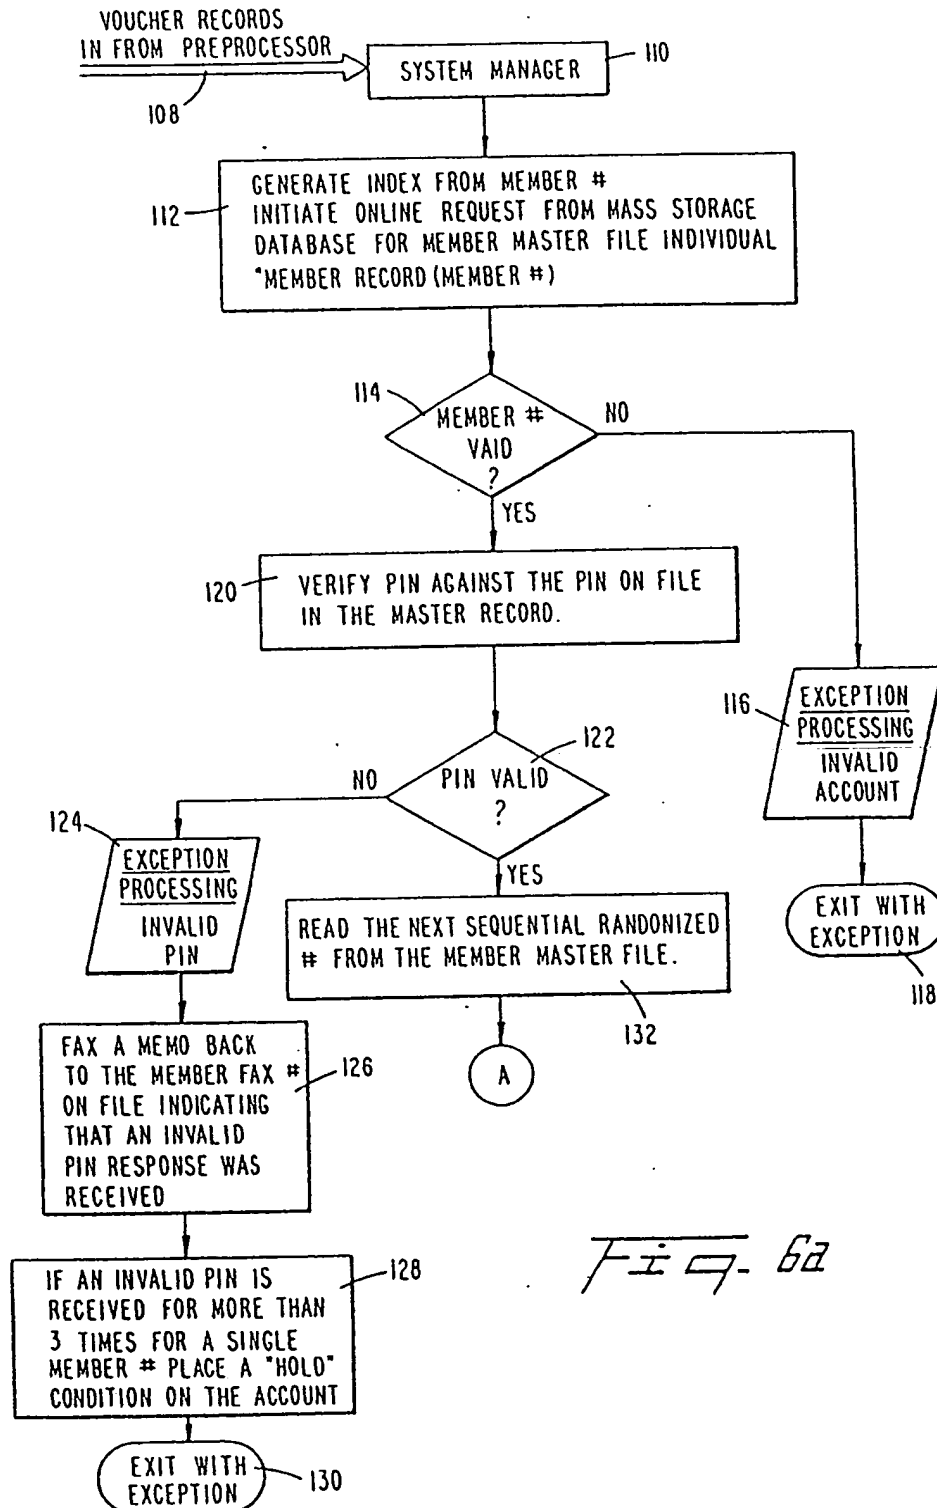 VOUCHER RECORDS
IN FROM PREPROCESSOR
108
SYSTEM MANAGER
110
112
GENERATE INDEX FROM MEMBER #
INITIATE ONLINE REQUEST FROM MASS STORAGE
DATABASE FOR MEMBER MASTER FILE INDIVIDUAL
"MEMBER RECORD (MEMBER #)
114
MEMBER #
VAID
?
NO
YES
120
VERIFY PIN AGAINST THE PIN ON FILE
IN THE MASTER RECORD.
116
EXCEPTION
PROCESSING
INVALID
ACCOUNT
EXIT WITH
EXCEPTION
118
122
PIN VALID
?
NO
YES
124
EXCEPTION
PROCESSING
INVALID
PIN
READ THE NEXT SEQUENTIAL RANDONIZED
# FROM THE MEMBER MASTER FILE.
132
A
FAX A MEMO BACK
TO THE MEMBER FAX #
ON FILE INDICATING
THAT AN INVALID
PIN RESPONSE WAS
RECEIVED
126
IF AN INVALID PIN IS
RECEIVED FOR MORE THAN
3 TIMES FOR A SINGLE
MEMBER # PLACE A "HOLD"
CONDITION ON THE ACCOUNT
128
EXIT WITH
EXCEPTION
130
Fig. 6a